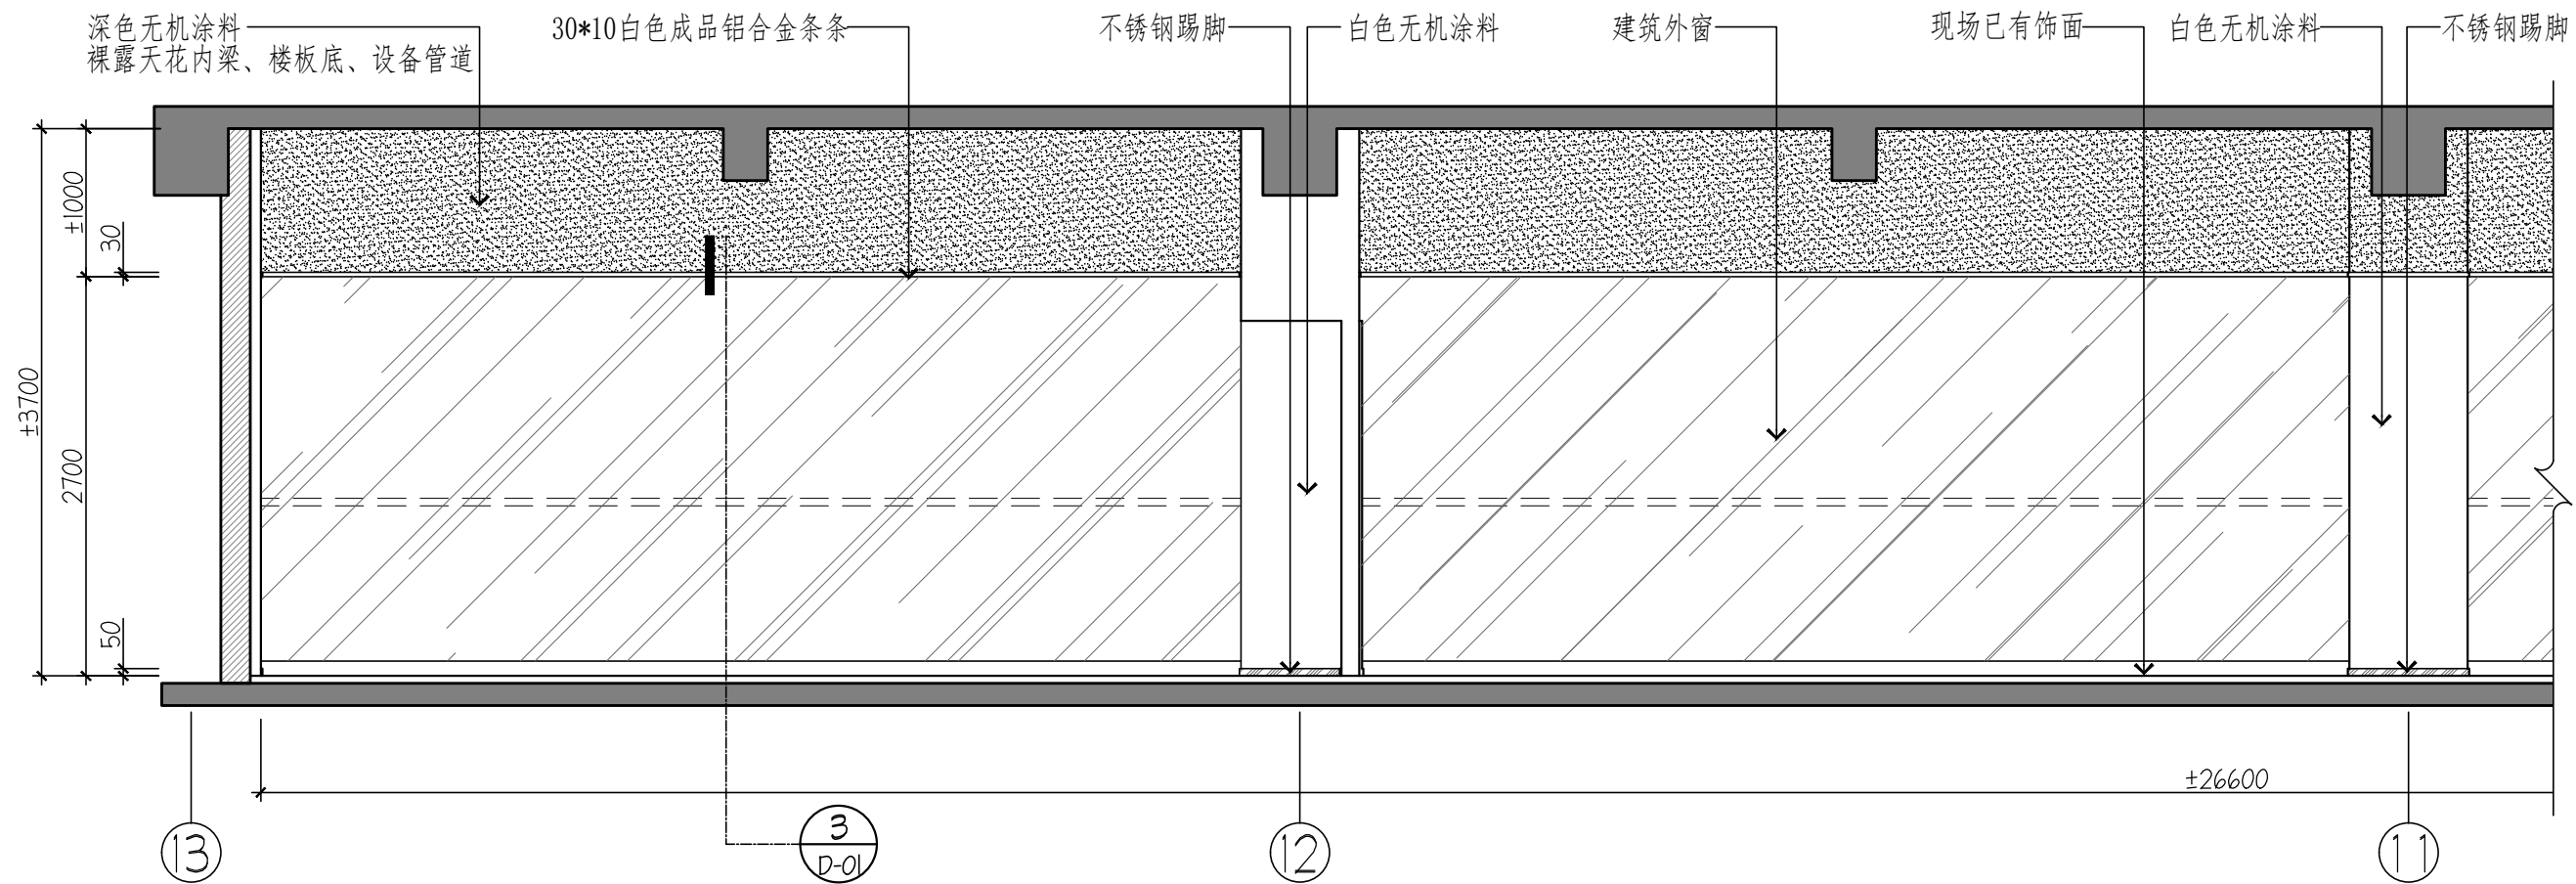 深色无机涂料
裸露天花内梁、楼板底、设备管道
30*10白色成品铝合金条条
不锈钢踢脚
白色无机涂料
建筑外窗
现场已有饰面
白色无机涂料
不锈钢踢脚
±3700
±1000
30
2700
50
±26600
13
3
D-01
12
11